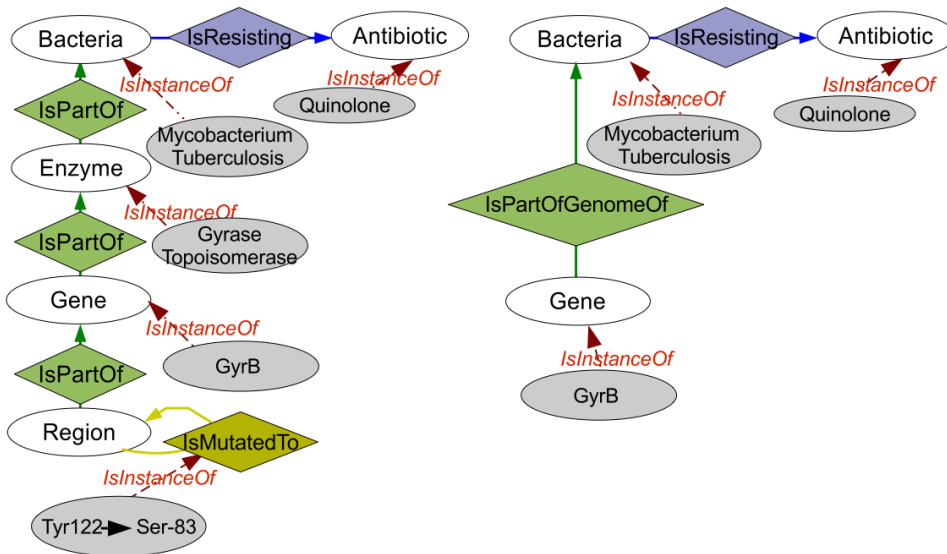 Bacteria
IsResisting
Antibiotic
IsInstanceOf
IsInstanceOf
Quinolone
IsPartOf
Mycobacterium
Tuberculosis
Enzyme
IsInstanceOf
Gyrase
Topoisomerase
IsPartOf
Gene
IsInstanceOf
GyrB
IsPartOf
Region
IsMutatedTo
IsInstanceOf
Tyr122 Ser-83
Bacteria
IsResisting
Antibiotic
IsInstanceOf
IsInstanceOf
Quinolone
Mycobacterium
Tuberculosis
IsPartOfGenomeOf
Gene
IsInstanceOf
GyrB